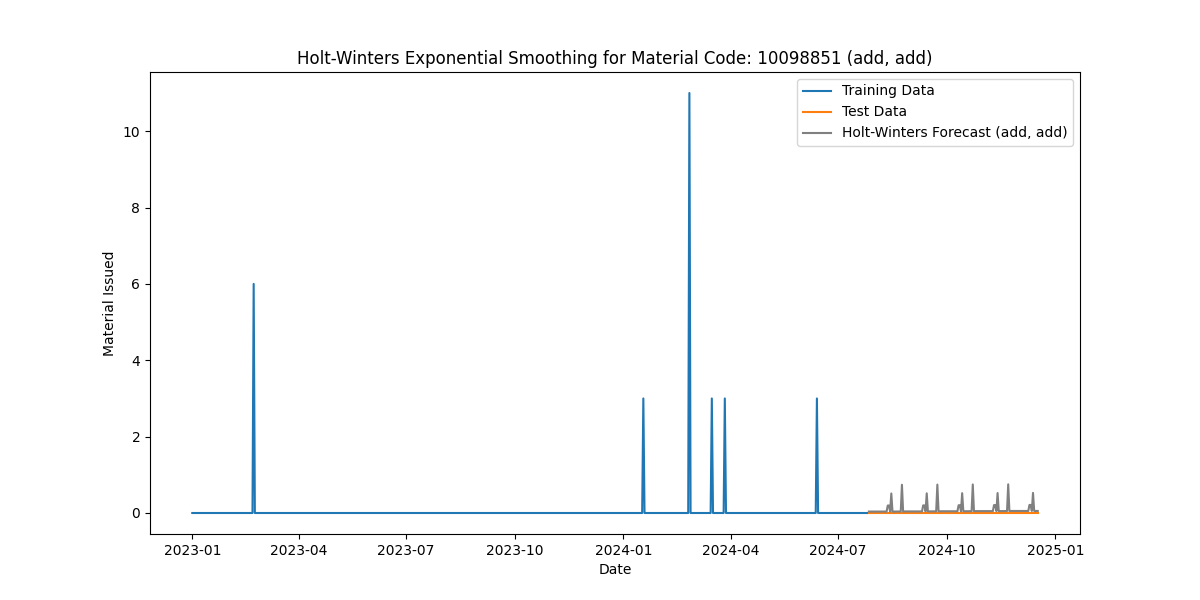 Holt-Winters Exponential Smoothing for Material Code: 10098851 (add, add)
Training Data
Test Data
Holt-Winters Forecast (add, add)
Material Issued
10
8
6
4
2
0
2023-01
2023-04
2023-07
2023-10
2024-01
2024-04
2024-07
2024-10
2025-01
Date